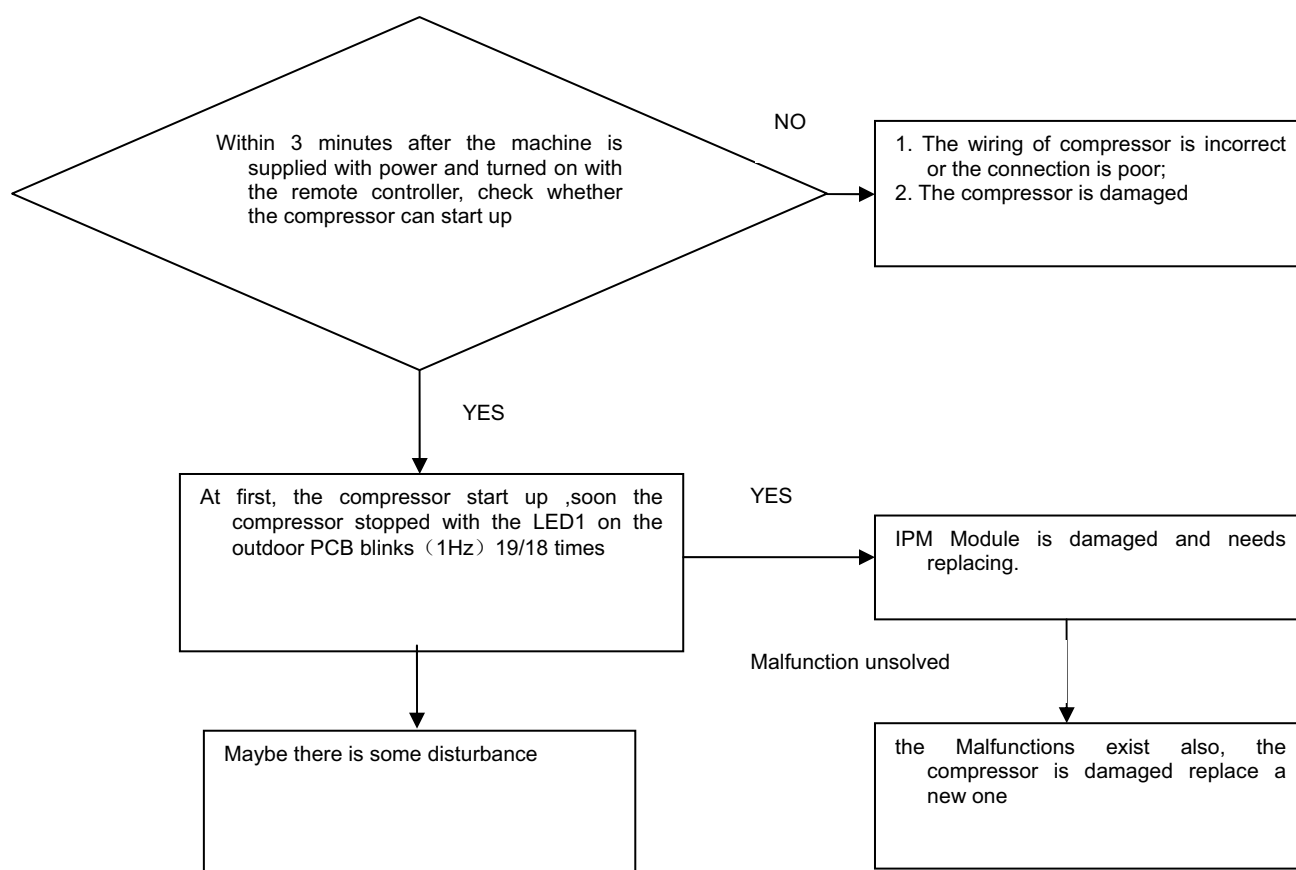 Within 3 minutes after the machine is
supplied with power and turned on with
the remote controller, check whether
the compressor can start up
NO
1. The wiring of compressor is incorrect
or the connection is poor;
2. The compressor is damaged
YES
At first, the compressor start up ,soon the
compressor stopped with the LED1 on the
outdoor PCB blinks（1Hz）19/18 times
YES
IPM Module is damaged and needs
replacing.
Malfunction unsolved
Maybe there is some disturbance
the Malfunctions exist also, the
compressor is damaged replace a
new one